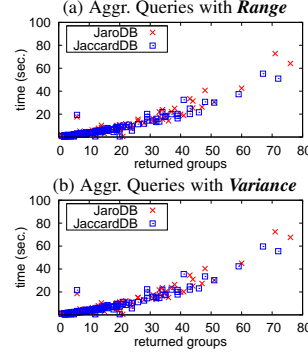 (a) Aggr. Queries with Range
100
80
60
40
20
time (sec.)
JaroDB
JaccardDB
0 10 20 30 40 50 60 70 80
returned groups
(b) Aggr. Queries with Variance
100
80
60
40
20
time (sec.)
JaroDB
JaccardDB
0 10 20 30 40 50 60 70 80
returned groups